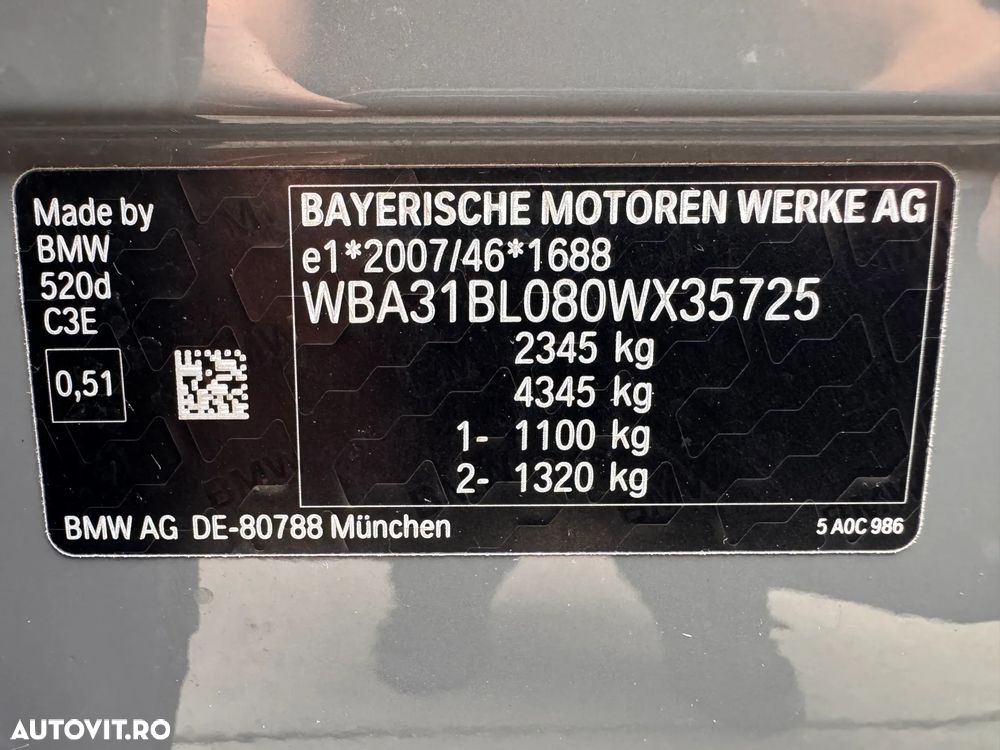 Made by
BMW
520d
C3E
0,51
BAYERISCHE MOTOREN WERKE AG
e1*2007/46*1688
WBA31BL080WX35725
2345 kg
4345 kg
1- 1100 kg
2- 1320 kg
BMW AG DE-80788 München
5 A0C 986
AUTOVIT.RO